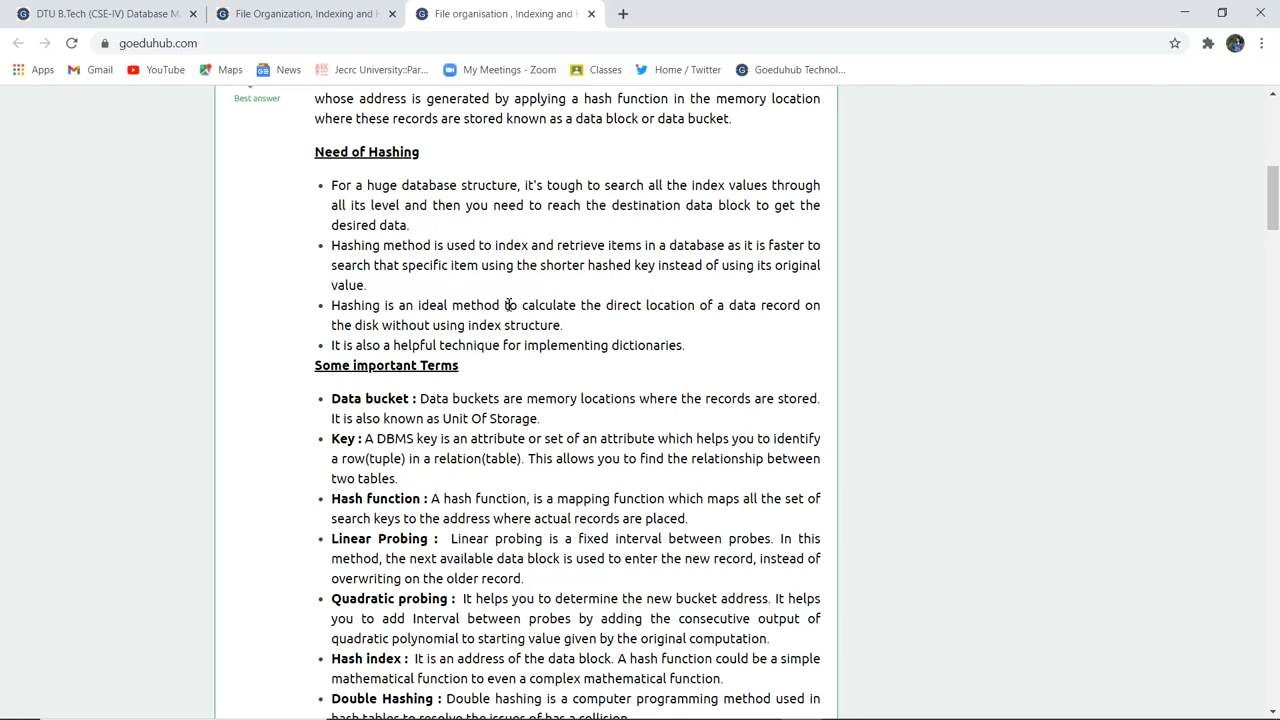 DTU B.Tech (CSE-IV) Database M
File Organization, Indexing and H
File organisation , Indexing and H
goeduhub.com
Apps
Gmail
YouTube
Maps
News
Jecrc University::Par...
My Meetings - Zoom
Classes
Home / Twitter
Goeduhub Technol...
Best answer
whose address is generated by applying a hash function in the memory location
where these records are stored known as a data block or data bucket.
Need of Hashing
• For a huge database structure, it's tough to search all the index values through
all its level and then you need to reach the destination data block to get the
desired data.
• Hashing method is used to index and retrieve items in a database as it is faster to
search that specific item using the shorter hashed key instead of using its original
value.
• Hashing is an ideal method to calculate the direct location of a data record on
the disk without using index structure.
• It is also a helpful technique for implementing dictionaries.
Some important Terms
• Data bucket : Data buckets are memory locations where the records are stored.
It is also known as Unit Of Storage.
• Key : A DBMS key is an attribute or set of an attribute which helps you to identify
a row(tuple) in a relation(table). This allows you to find the relationship between
two tables.
• Hash function : A hash function, is a mapping function which maps all the set of
search keys to the address where actual records are placed.
• Linear Probing : Linear probing is a fixed interval between probes. In this
method, the next available data block is used to enter the new record, instead of
overwriting on the older record.
• Quadratic probing : It helps you to determine the new bucket address. It helps
you to add Interval between probes by adding the consecutive output of
quadratic polynomial to starting value given by the original computation.
• Hash index : It is an address of the data block. A hash function could be a simple
mathematical function to even a complex mathematical function.
• Double Hashing : Double hashing is a computer programming method used in
hash tables to resolve the issues of has a collision.